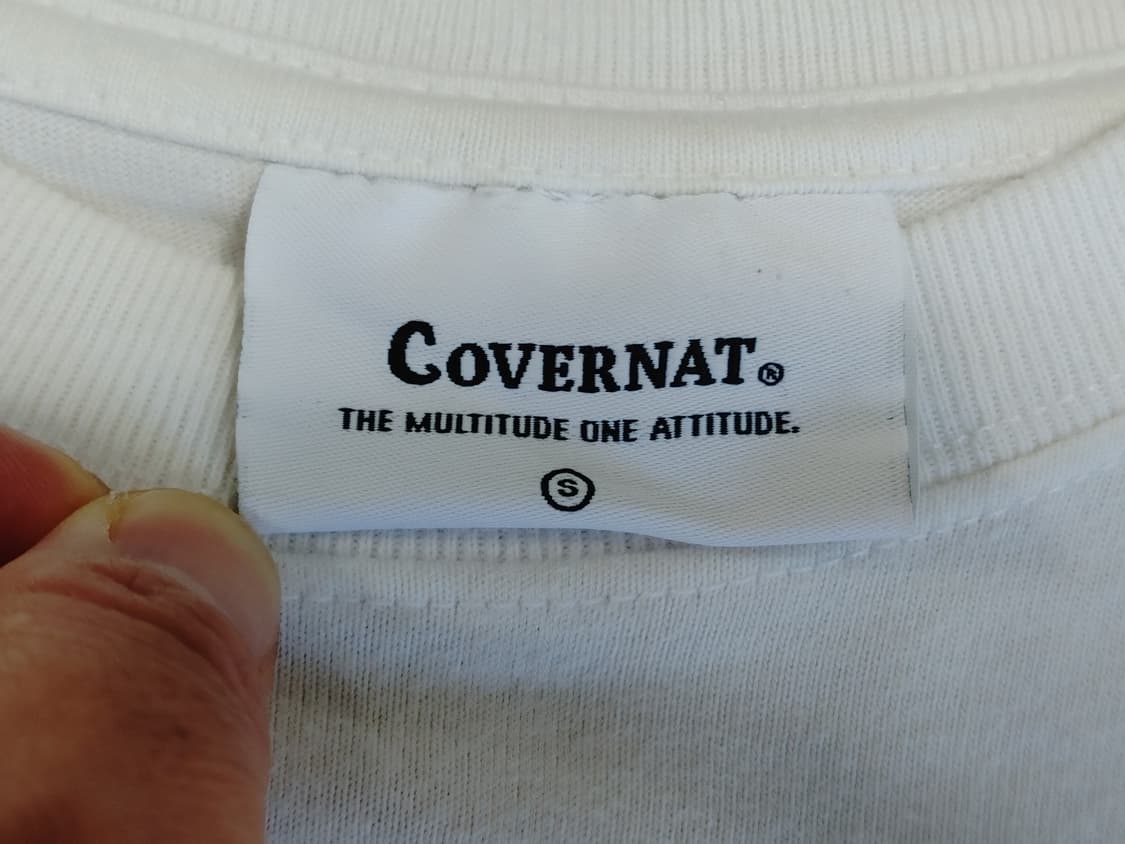 COVERNAT®
THE MULTITUDE ONE ATTITUDE.
S